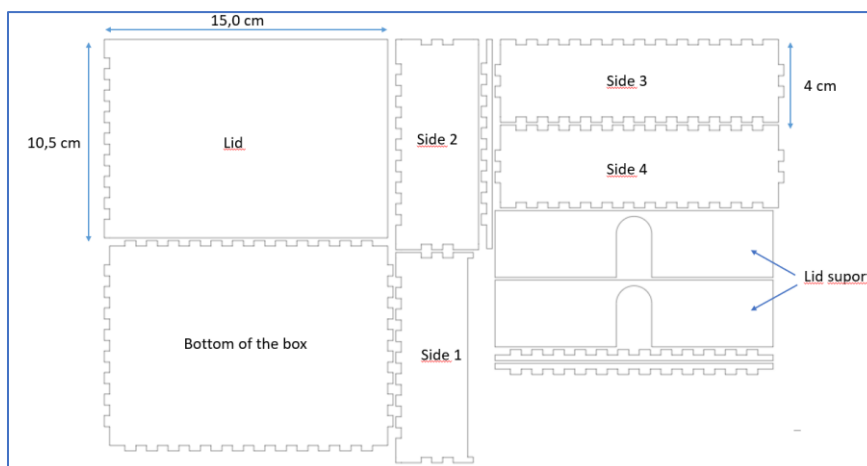 15,0 cm
10,5 cm
Lid
Side 2
Side 3
4 cm
Side 4
Lid supor
Bottom of the box
Side 1